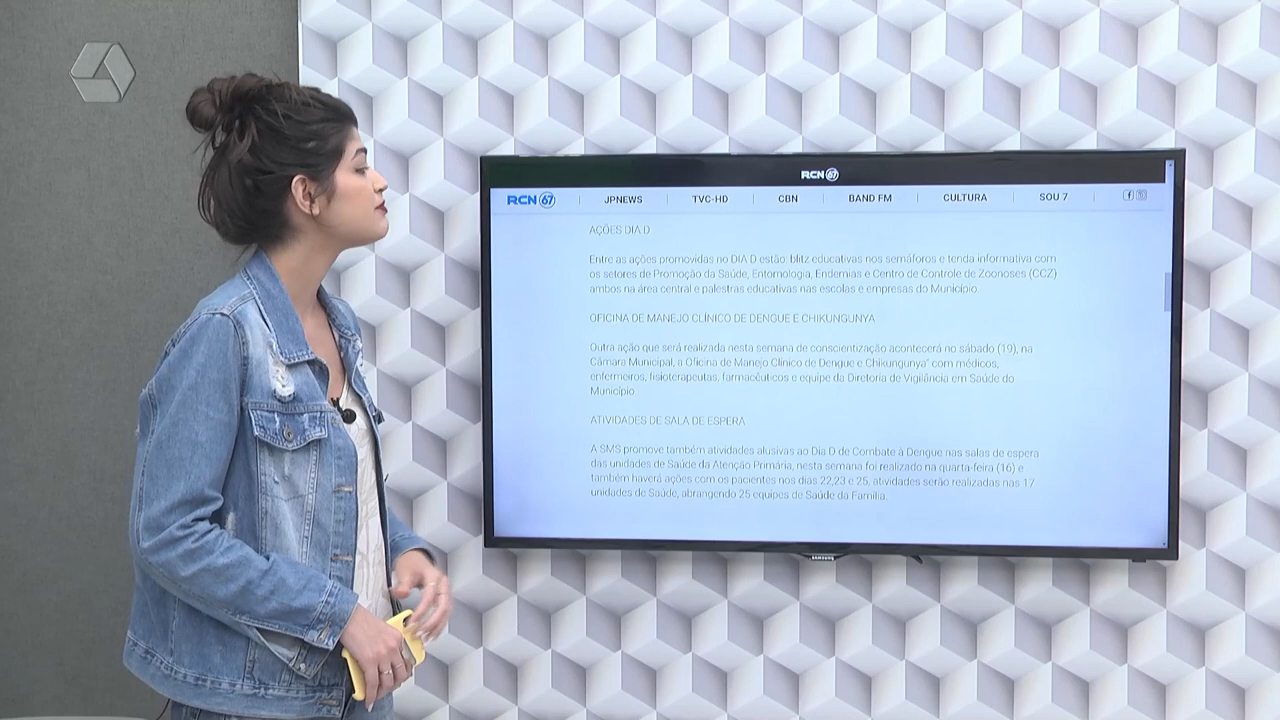 RCN 67
RCN 67 JPNEWS TVC-HD CBN BAND FM CULTURA SOU 7
AÇÕES DIA D
Entre as ações promovidas no DIA D estão: blitz educativas nos semáforos e tenda informativa com
os setores de Promoção da Saúde, Entomologia, Endemias e Centro de Controle de Zoonoses (CCZ)
ambos na área central e palestras educativas nas escolas e empresas do Município.
OFICINA DE MANEJO CLÍNICO DE DENGUE E CHIKUNGUNYA
Outra ação que será realizada nesta semana de conscientização acontecerá no sábado (19), na
Câmara Municipal, a Oficina de Manejo Clínico de Dengue e Chikungunya" com médicos,
enfermeiros, fisioterapeutas, farmacêuticos e equipe da Diretoria de Vigilância em Saúde do
Município.
ATIVIDADES DE SALA DE ESPERA
A SMS promove também atividades alusivas ao Dia D de Combate à Dengue nas salas de espera
das unidades de Saúde da Atenção Primária, nesta semana foi realizado na quarta-feira (16) e
também haverá ações com os pacientes nos dias 22,23 e 25, atividades serão realizadas nas 17
unidades de Saúde, abrangendo 25 equipes de Saúde da Família.
SAMSUNG